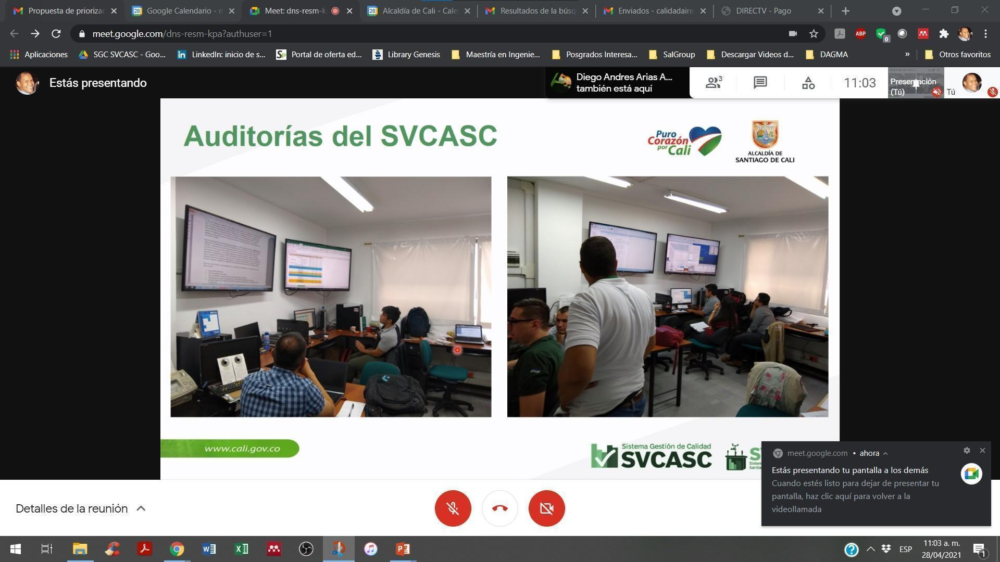 Propuesta de prioriza
Google Calendario -
Meet: dns-resm-k
Alcaldía de Cali - Cale
Resultados de la búsq
Enviados - calidadaire
DIRECTV - Pago
meet.google.com/dns-resm-kpa?authuser=1
ABP
0
Aplicaciones
SGC SVCASC - Goo...
LinkedIn: inicio de s...
Portal de oferta ed...
Library Genesis
Maestría en Ingenie...
Posgrados Interesa...
SalGroup
Descargar Videos d...
DAGMA
»
Otros favoritos
Estás presentando
Diego Andres Arias A...
también está aquí
3
11:03
Presentación
(Tú)
Tú
Auditorías del SVCASC
Puro
Corazón
por Cali
ALCALDÍA DE
SANTIAGO DE CALI
www.cali.gov.co
Sistema Gestión de Calidad
SVCASC
meet.google.com • ahora
Estás presentando tu pantalla a los demás
Cuando estés listo para dejar de presentar tu
pantalla, haz clic aquí para volver a la
videollamada
Detalles de la reunión
ESP
11:03 a. m.
28/04/2021
1